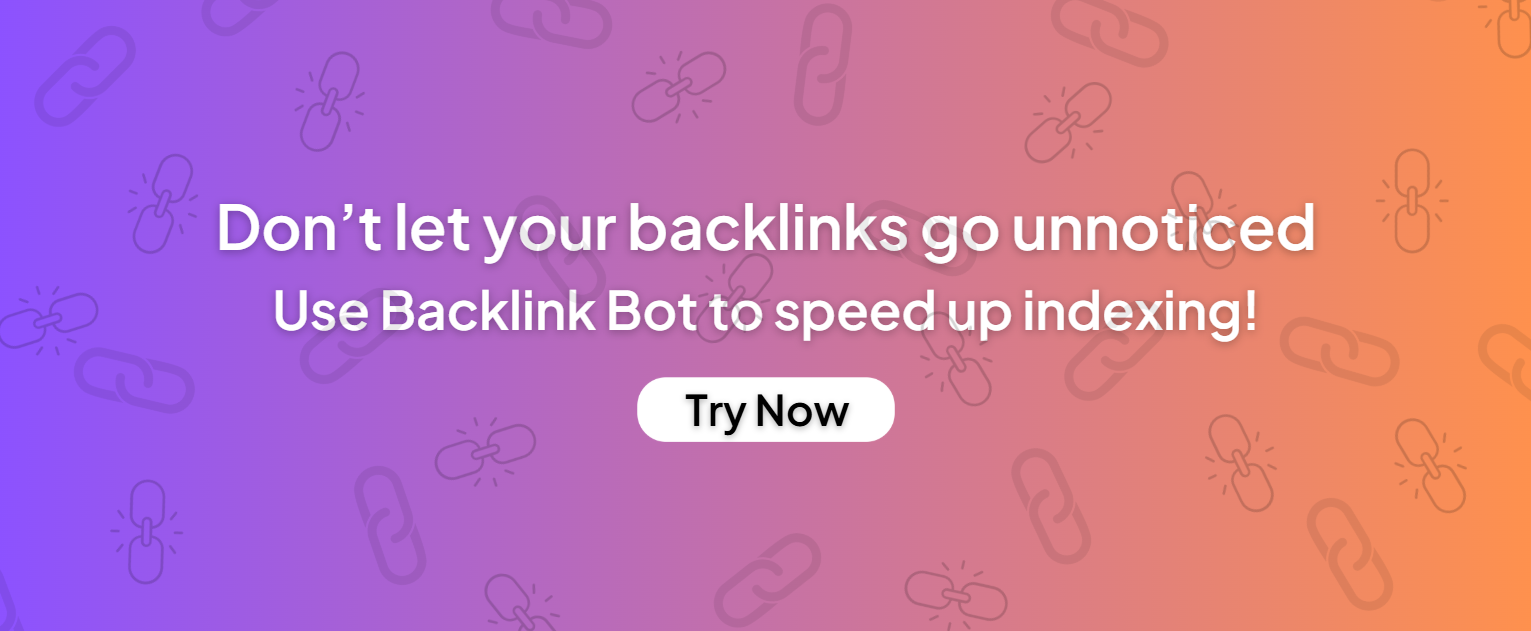 Don’t let your backlinks go unnoticed
Use Backlink Bot to speed up indexing!
Try Now